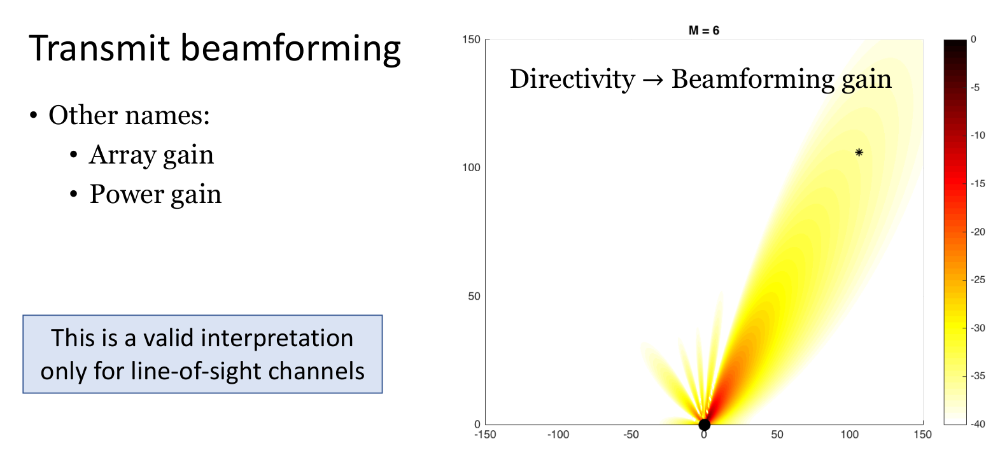 Transmit beamforming
• Other names:
• Array gain
• Power gain
This is a valid interpretation
only for line-of-sight channels
M = 6
Directivity → Beamforming gain
150
100
50
0
-150
-100
-50
0
50
100
150
0
-5
-10
-15
-20
-25
-30
-35
-40